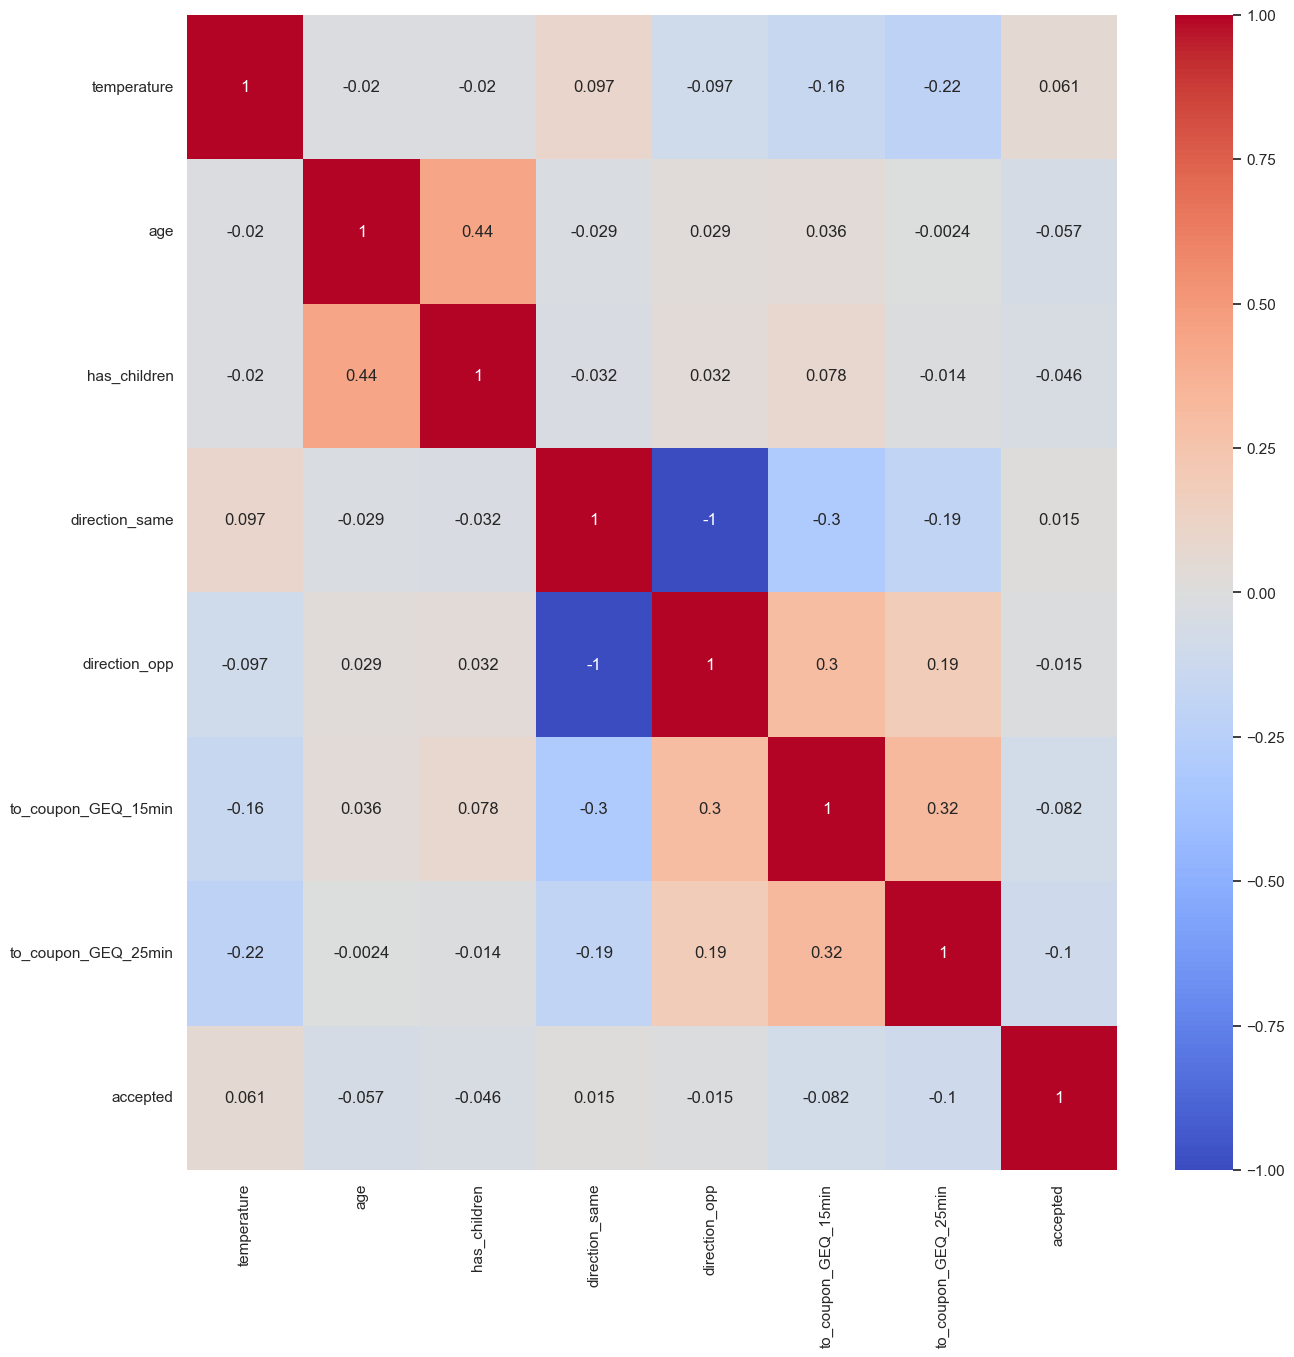 temperature 1 -0.02 -0.02 0.097 -0.097 -0.16 -0.22 0.061
age -0.02 1 0.44 -0.029 0.029 0.036 -0.0024 -0.057
has_children -0.02 0.44 1 -0.032 0.032 0.078 -0.014 -0.046
direction_same 0.097 -0.029 -0.032 1 -1 -0.3 -0.19 0.015
direction_opp -0.097 0.029 0.032 -1 1 0.3 0.19 -0.015
to_coupon_GEQ_15min -0.16 0.036 0.078 -0.3 0.3 1 0.32 -0.082
to_coupon_GEQ_25min -0.22 -0.0024 -0.014 -0.19 0.19 0.32 1 -0.1
accepted 0.061 -0.057 -0.046 0.015 -0.015 -0.082 -0.1 1
temperature
age
has_children
direction_same
direction_opp
to_coupon_GEQ_15min
to_coupon_GEQ_25min
accepted
1.00
0.75
0.50
0.25
0.00
−0.25
−0.50
−0.75
−1.00